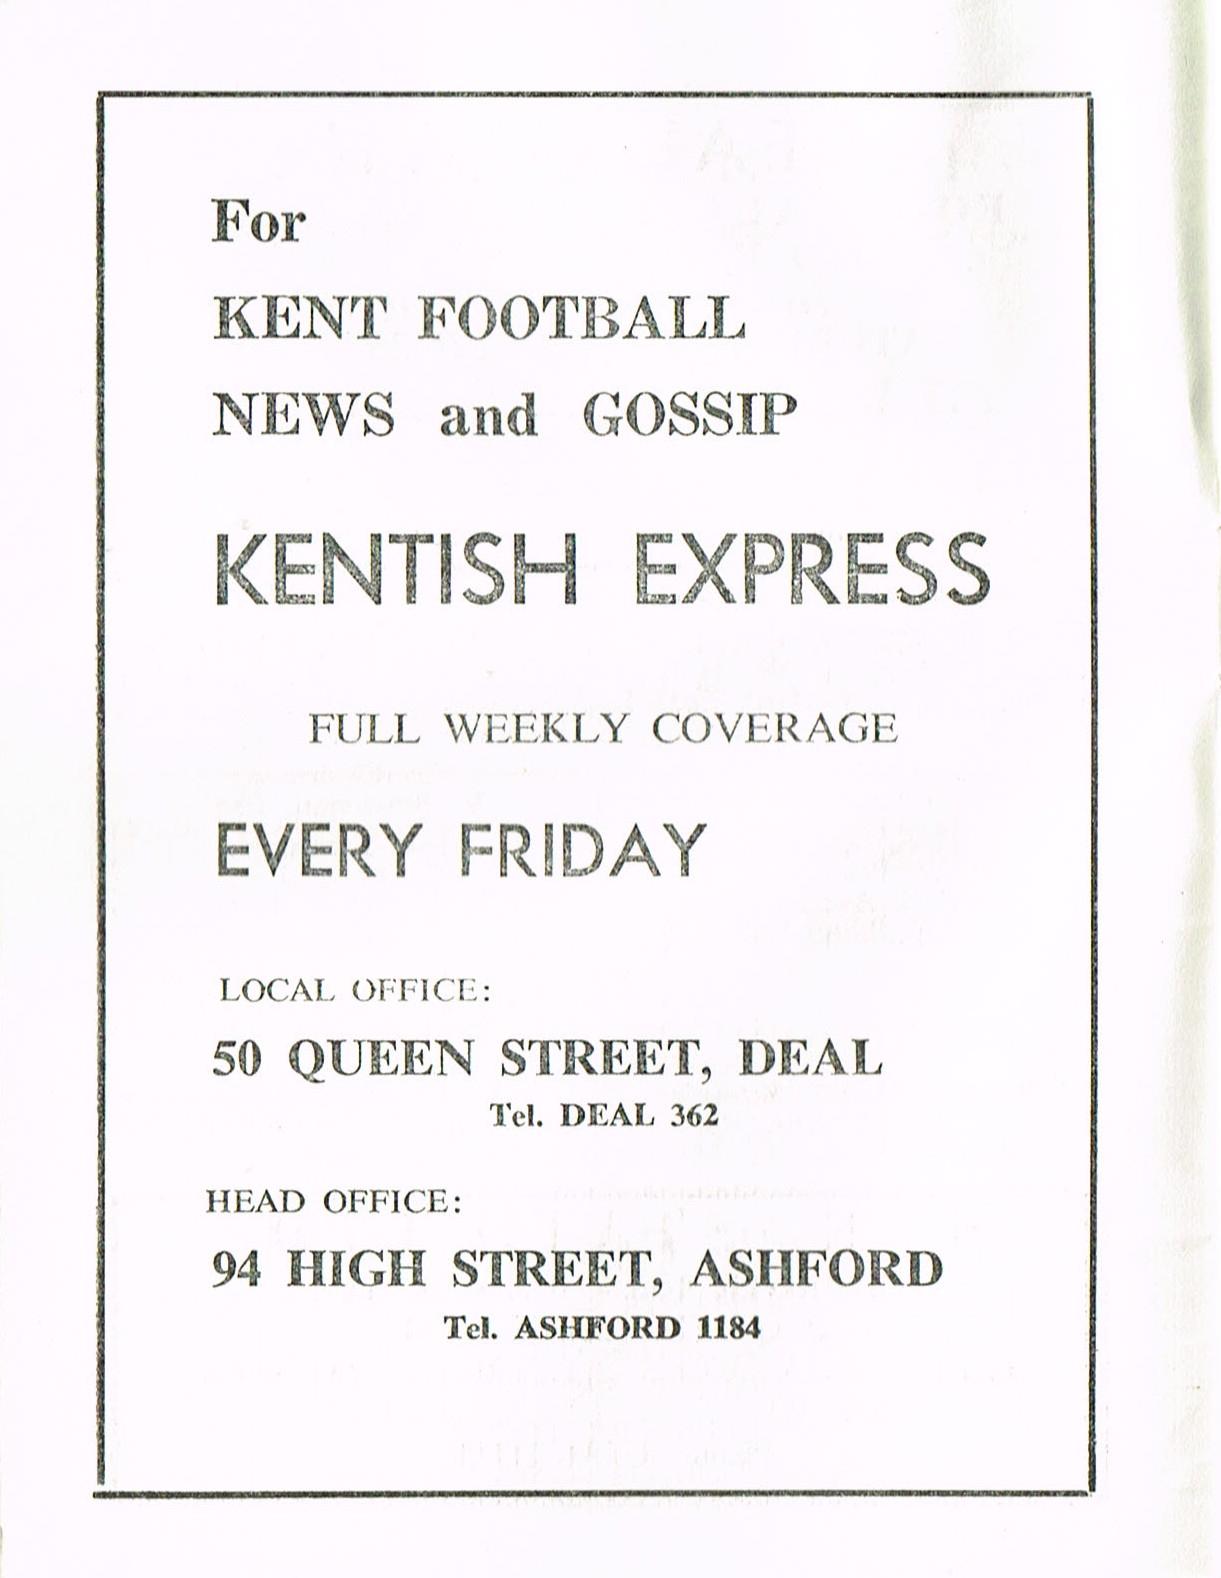 For
KENT FOOTBALL
NEWS and GOSSIP
KENTISH EXPRESS
FULL WEEKLY COVERAGE
EVERY FRIDAY
LOCAL OFFICE:
50 QUEEN STREET, DEAL
Tel. DEAL 362
HEAD OFFICE:
94 HIGH STREET, ASHFORD
Tel. ASHFORD 1184